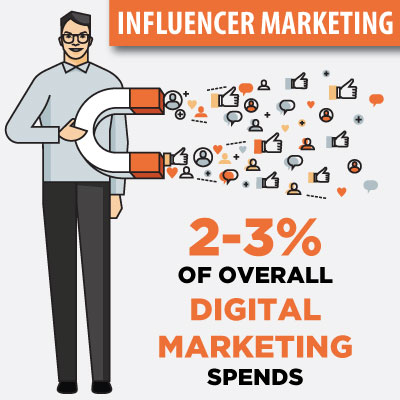 INFLUENCER MARKETING
2-3%
OF OVERALL
DIGITAL
MARKETING
SPENDS